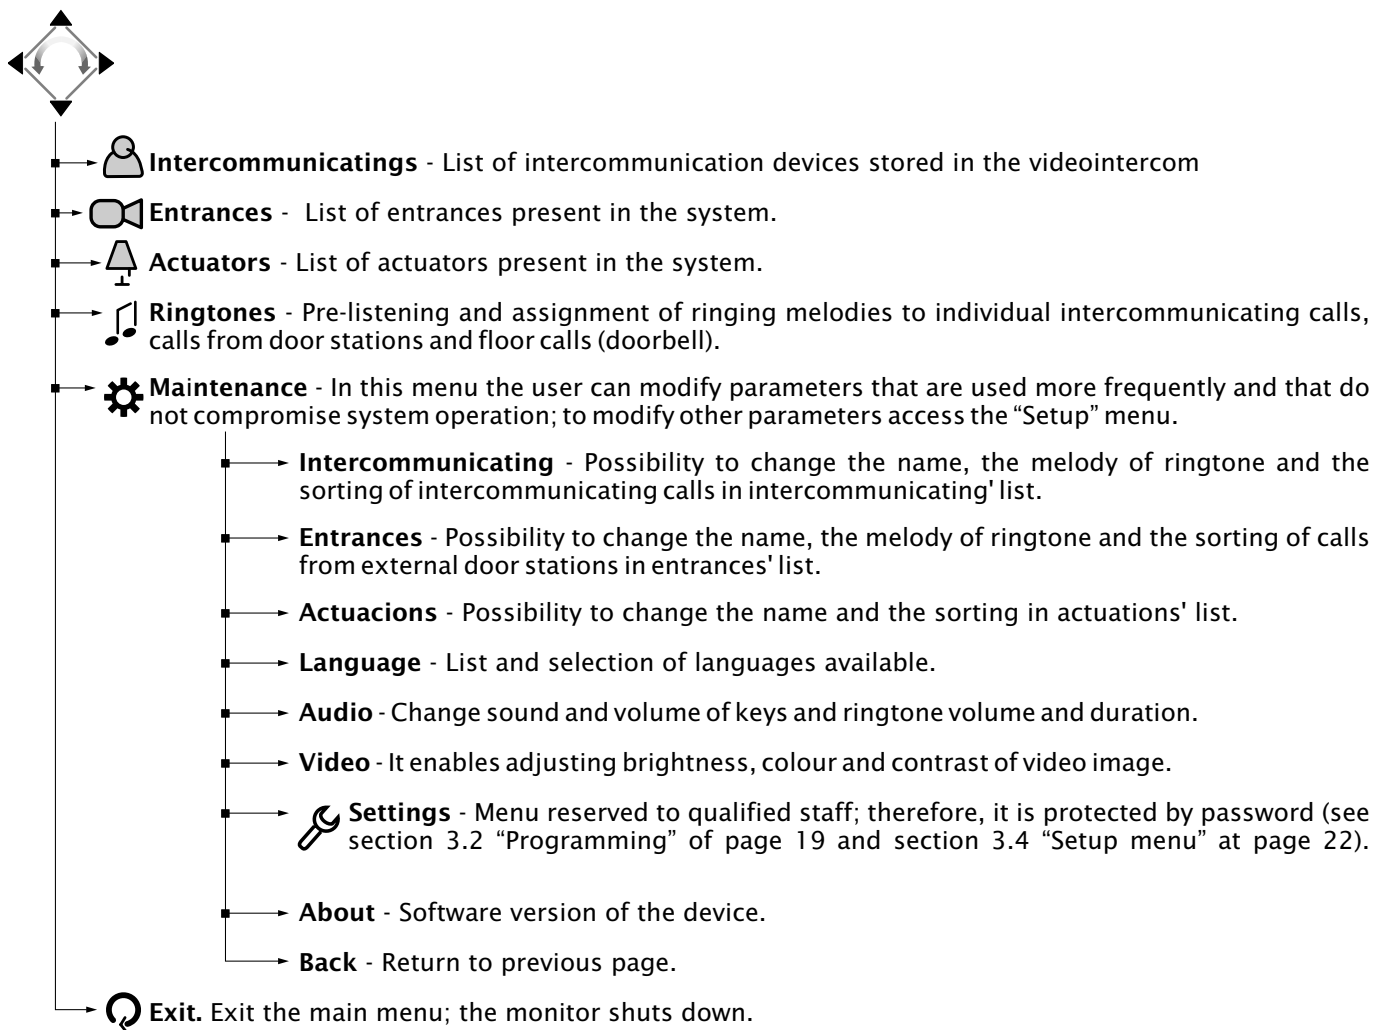 Intercommunicatings - List of intercommunication devices stored in the videointercom
Entrances - List of entrances present in the system.
Actuators - List of actuators present in the system.
Ringtones - Pre-listening and assignment of ringing melodies to individual intercommunicating calls,
calls from door stations and floor calls (doorbell).
Maintenance - In this menu the user can modify parameters that are used more frequently and that do
not compromise system operation; to modify other parameters access the “Setup” menu.
Intercommunicating - Possibility to change the name, the melody of ringtone and the
sorting of intercommunicating calls in intercommunicating' list.
Entrances - Possibility to change the name, the melody of ringtone and the sorting of calls
from external door stations in entrances' list.
Actuacions - Possibility to change the name and the sorting in actuations' list.
Language - List and selection of languages available.
Audio - Change sound and volume of keys and ringtone volume and duration.
Video - It enables adjusting brightness, colour and contrast of video image.
Settings - Menu reserved to qualified staff; therefore, it is protected by password (see
section 3.2 “Programming” of page 19 and section 3.4 “Setup menu” at page 22).
About - Software version of the device.
Back - Return to previous page.
Exit. Exit the main menu; the monitor shuts down.